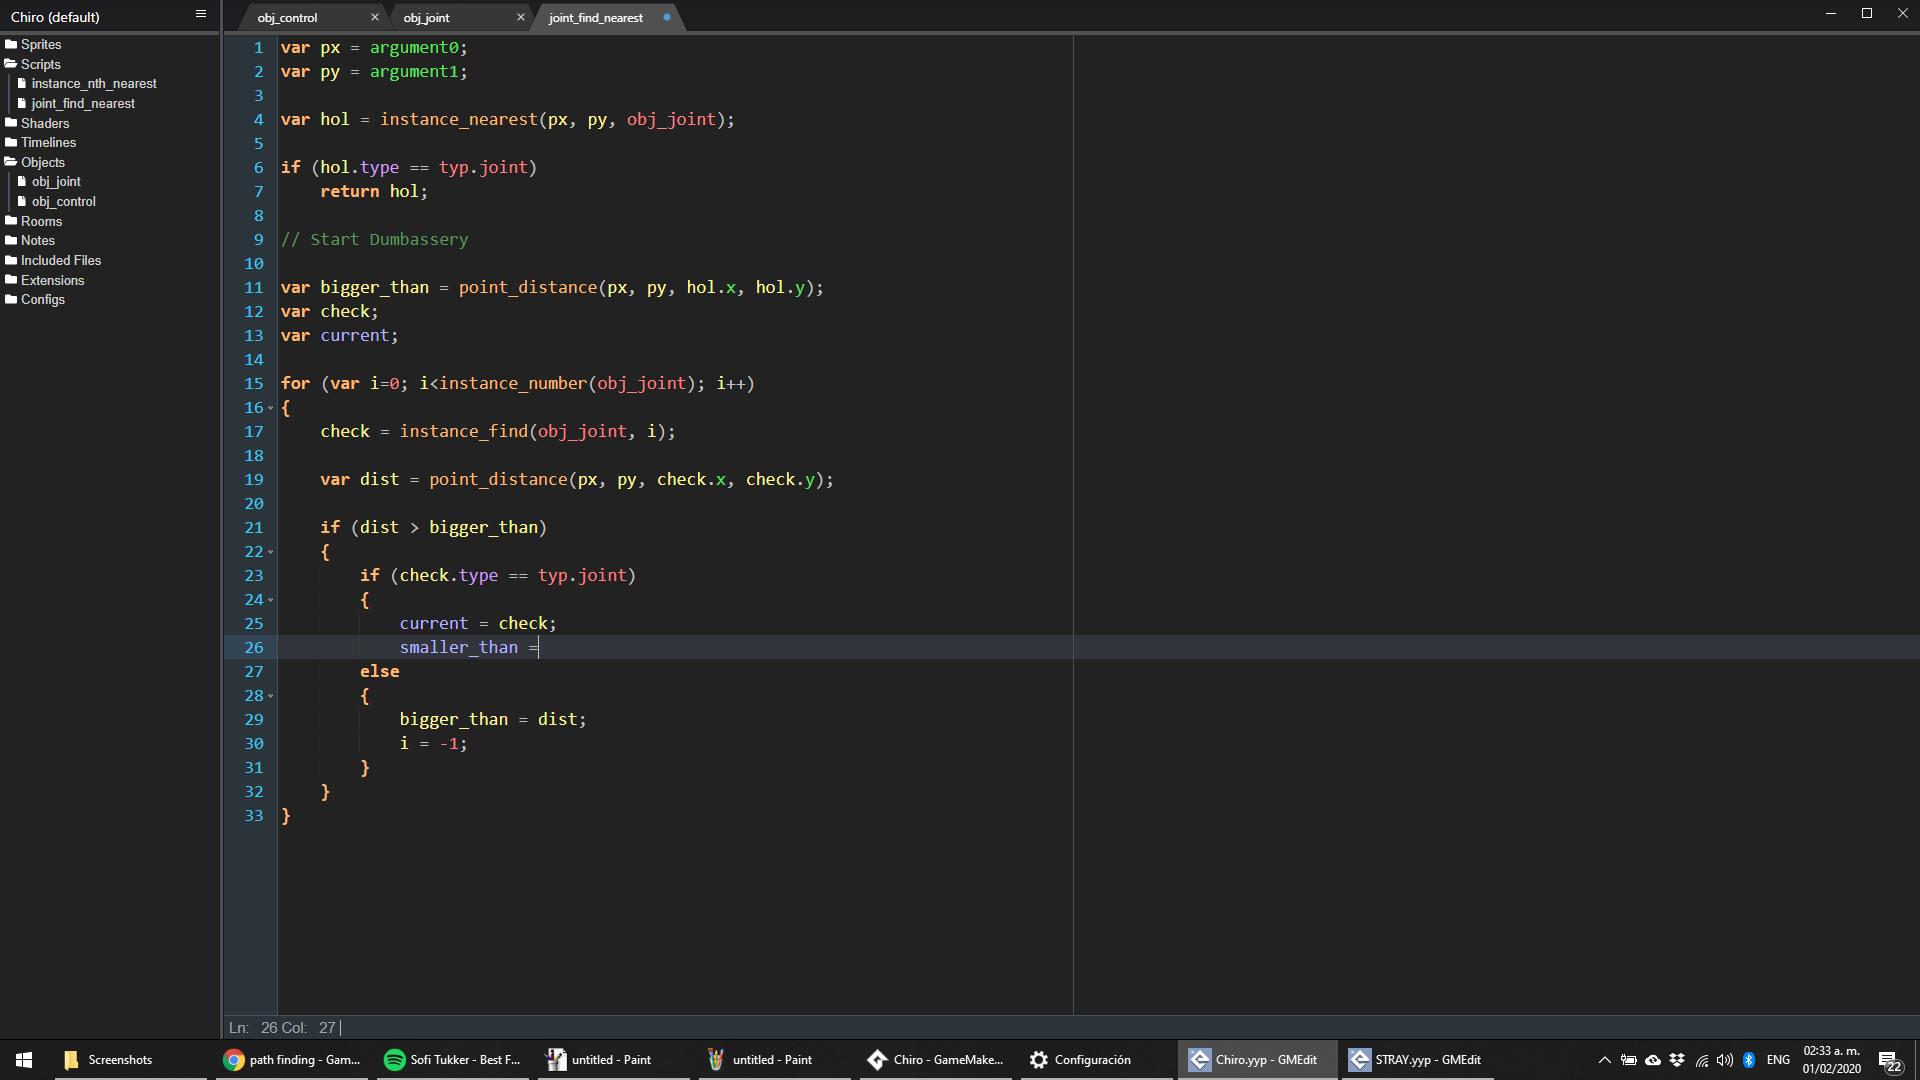 Chiro (default)
obj_control
obj_joint
joint_find_nearest
Sprites
Scripts
instance_nth_nearest
joint_find_nearest
Shaders
Timelines
Objects
obj_joint
obj_control
Rooms
Notes
Included Files
Extensions
Configs
1 var px = argument0;
2 var py = argument1;
3
4 var hol = instance_nearest(px, py, obj_joint);
5
6 if (hol.type == typ.joint)
7 return hol;
8
9 // Start Dumbassery
10
11 var bigger_than = point_distance(px, py, hol.x, hol.y);
12 var check;
13 var current;
14
15 for (var i=0; i<instance_number(obj_joint); i++)
16 {
17 check = instance_find(obj_joint, i);
18
19 var dist = point_distance(px, py, check.x, check.y);
20
21 if (dist > bigger_than)
22 {
23 if (check.type == typ.joint)
24 {
25 current = check;
26 smaller_than =
27 else
28 {
29 bigger_than = dist;
30 i = -1;
31 }
32 }
33 }
Ln: 26 Col: 27
Screenshots
path finding - Gam...
Sofi Tukker - Best F...
untitled - Paint
untitled - Paint
Chiro - GameMake...
Configuración
Chiro.yyp - GMEdit
STRAY.yyp - GMEdit
ENG
02:33 a. m.
01/02/2020
22